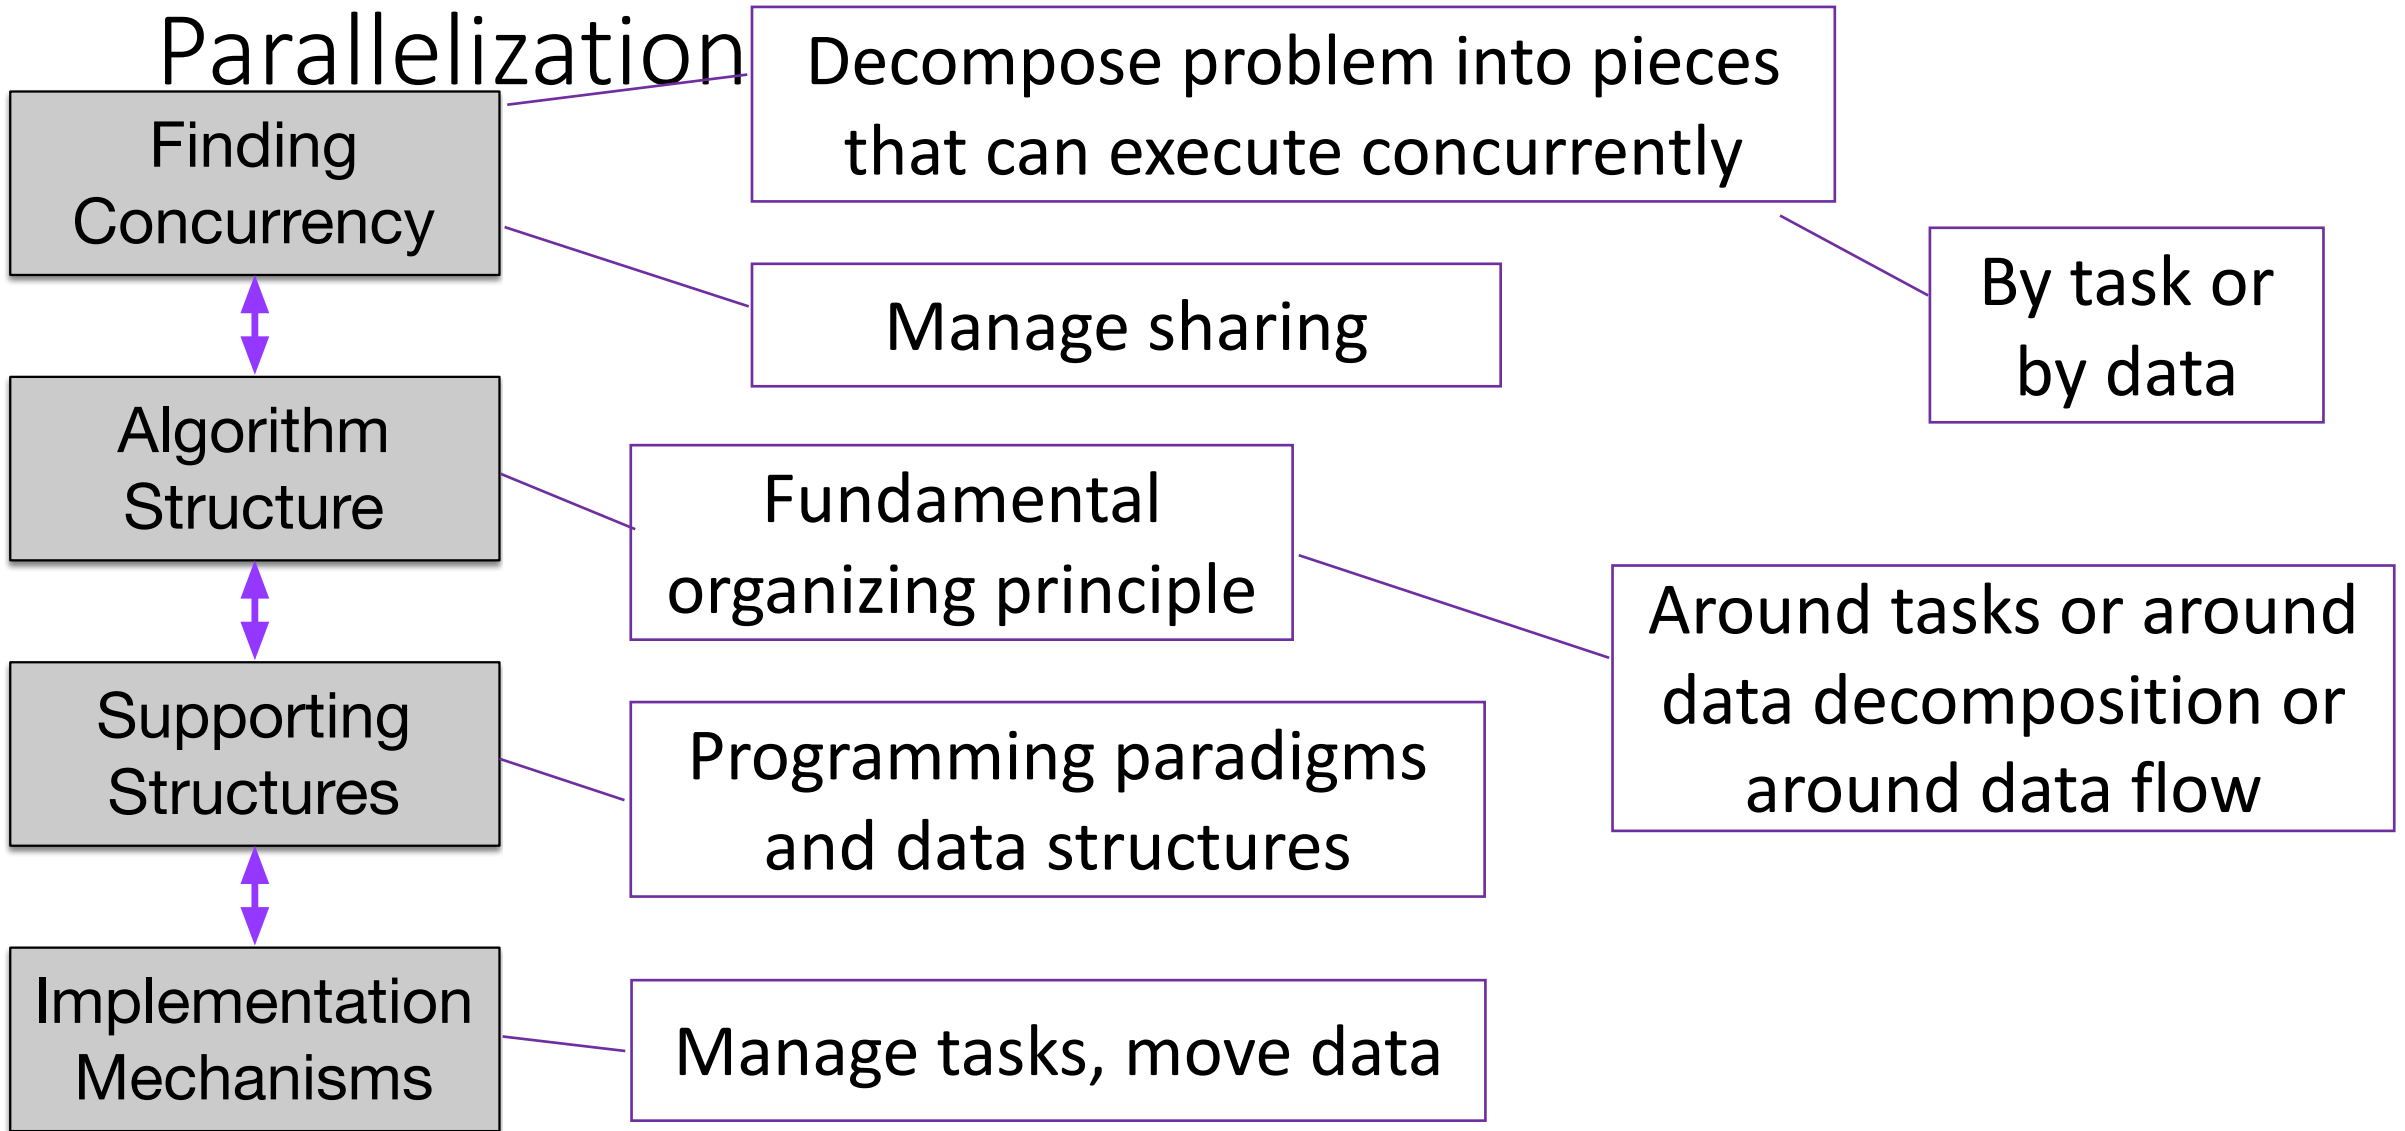 Parallelization
Finding
Concurrency
Decompose problem into pieces
that can execute concurrently
By task or
by data
Manage sharing
Algorithm
Structure
Fundamental
organizing principle
Around tasks or around
data decomposition or
around data flow
Supporting
Structures
Programming paradigms
and data structures
Implementation
Mechanisms
Manage tasks, move data